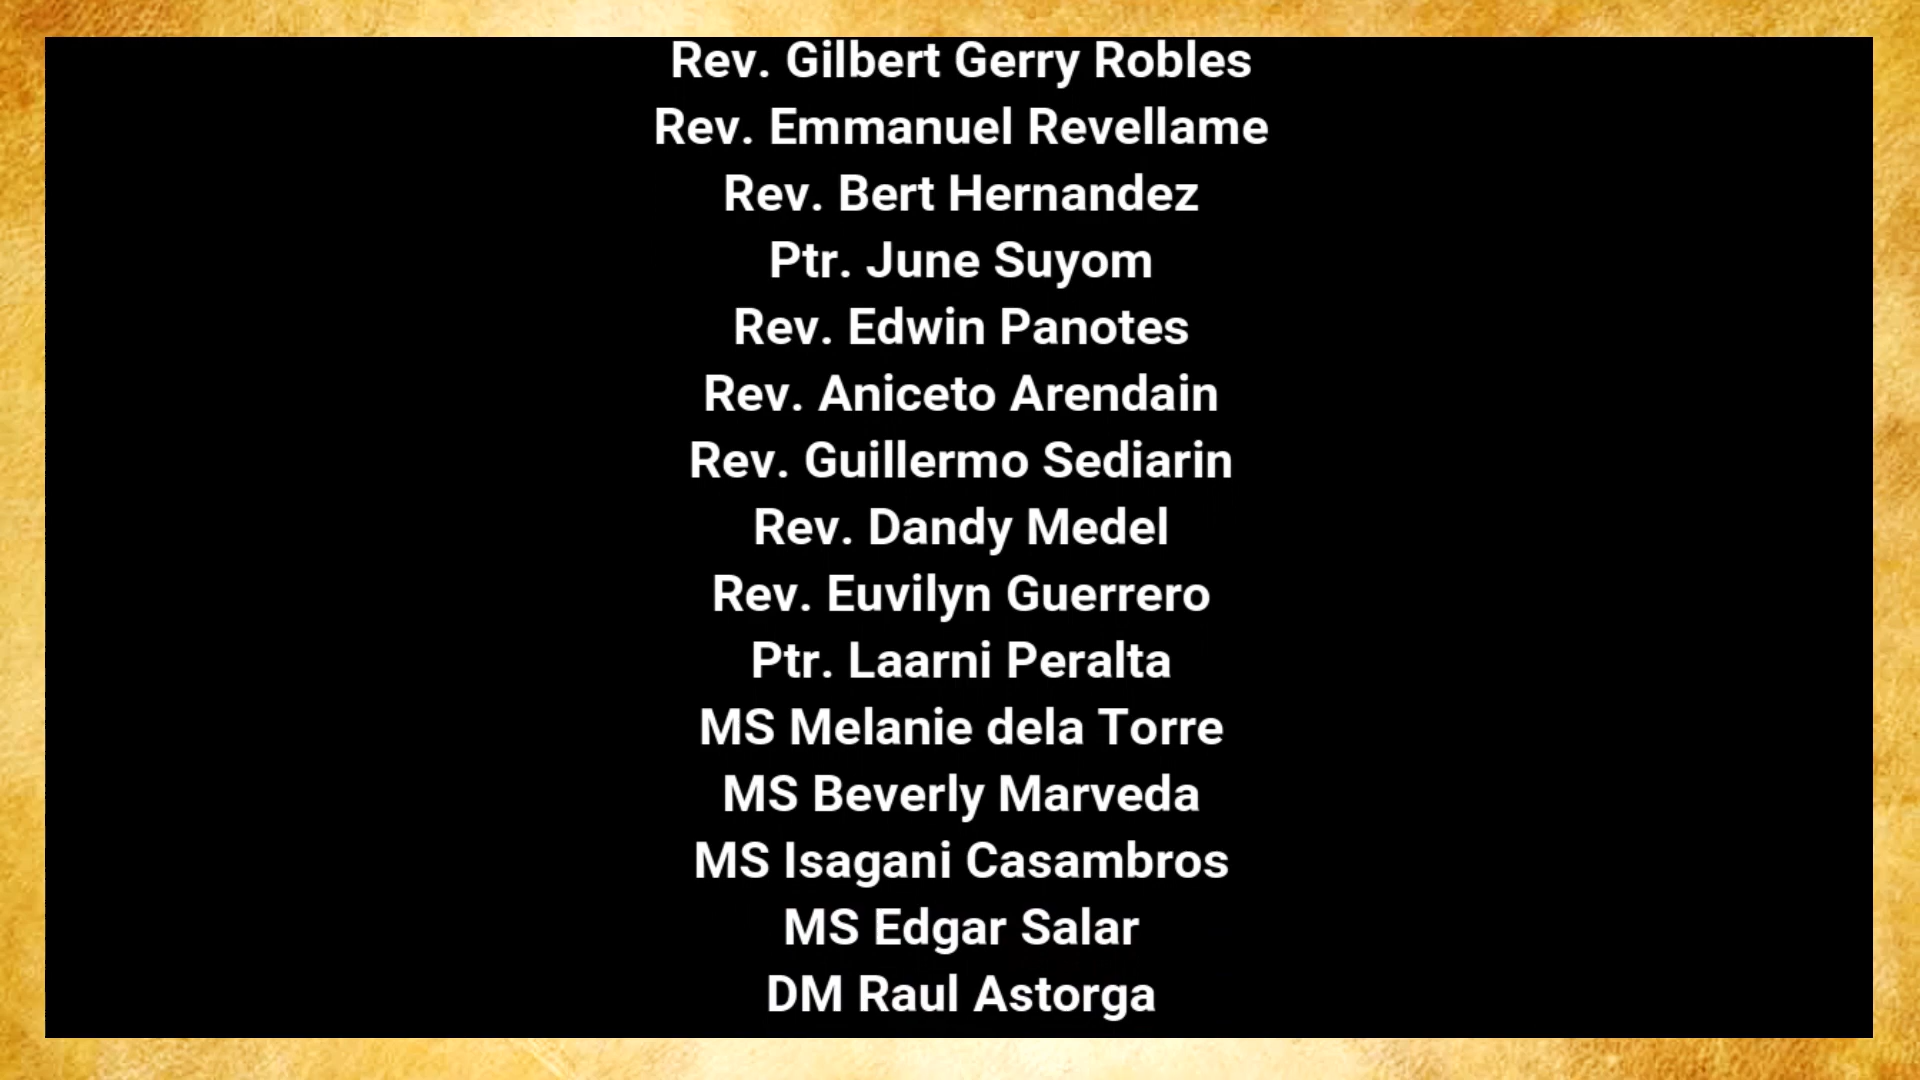 Rev. Gilbert Gerry Robles
Rev. Emmanuel Revellame
Rev. Bert Hernandez
Ptr. June Suyom
Rev. Edwin Panotes
Rev. Aniceto Arendain
Rev. Guillermo Sediarin
Rev. Dandy Medel
Rev. Euvilyn Guerrero
Ptr. Laarni Peralta
MS Melanie dela Torre
MS Beverly Marveda
MS Isagani Casambros
MS Edgar Salar
DM Raul Astorga